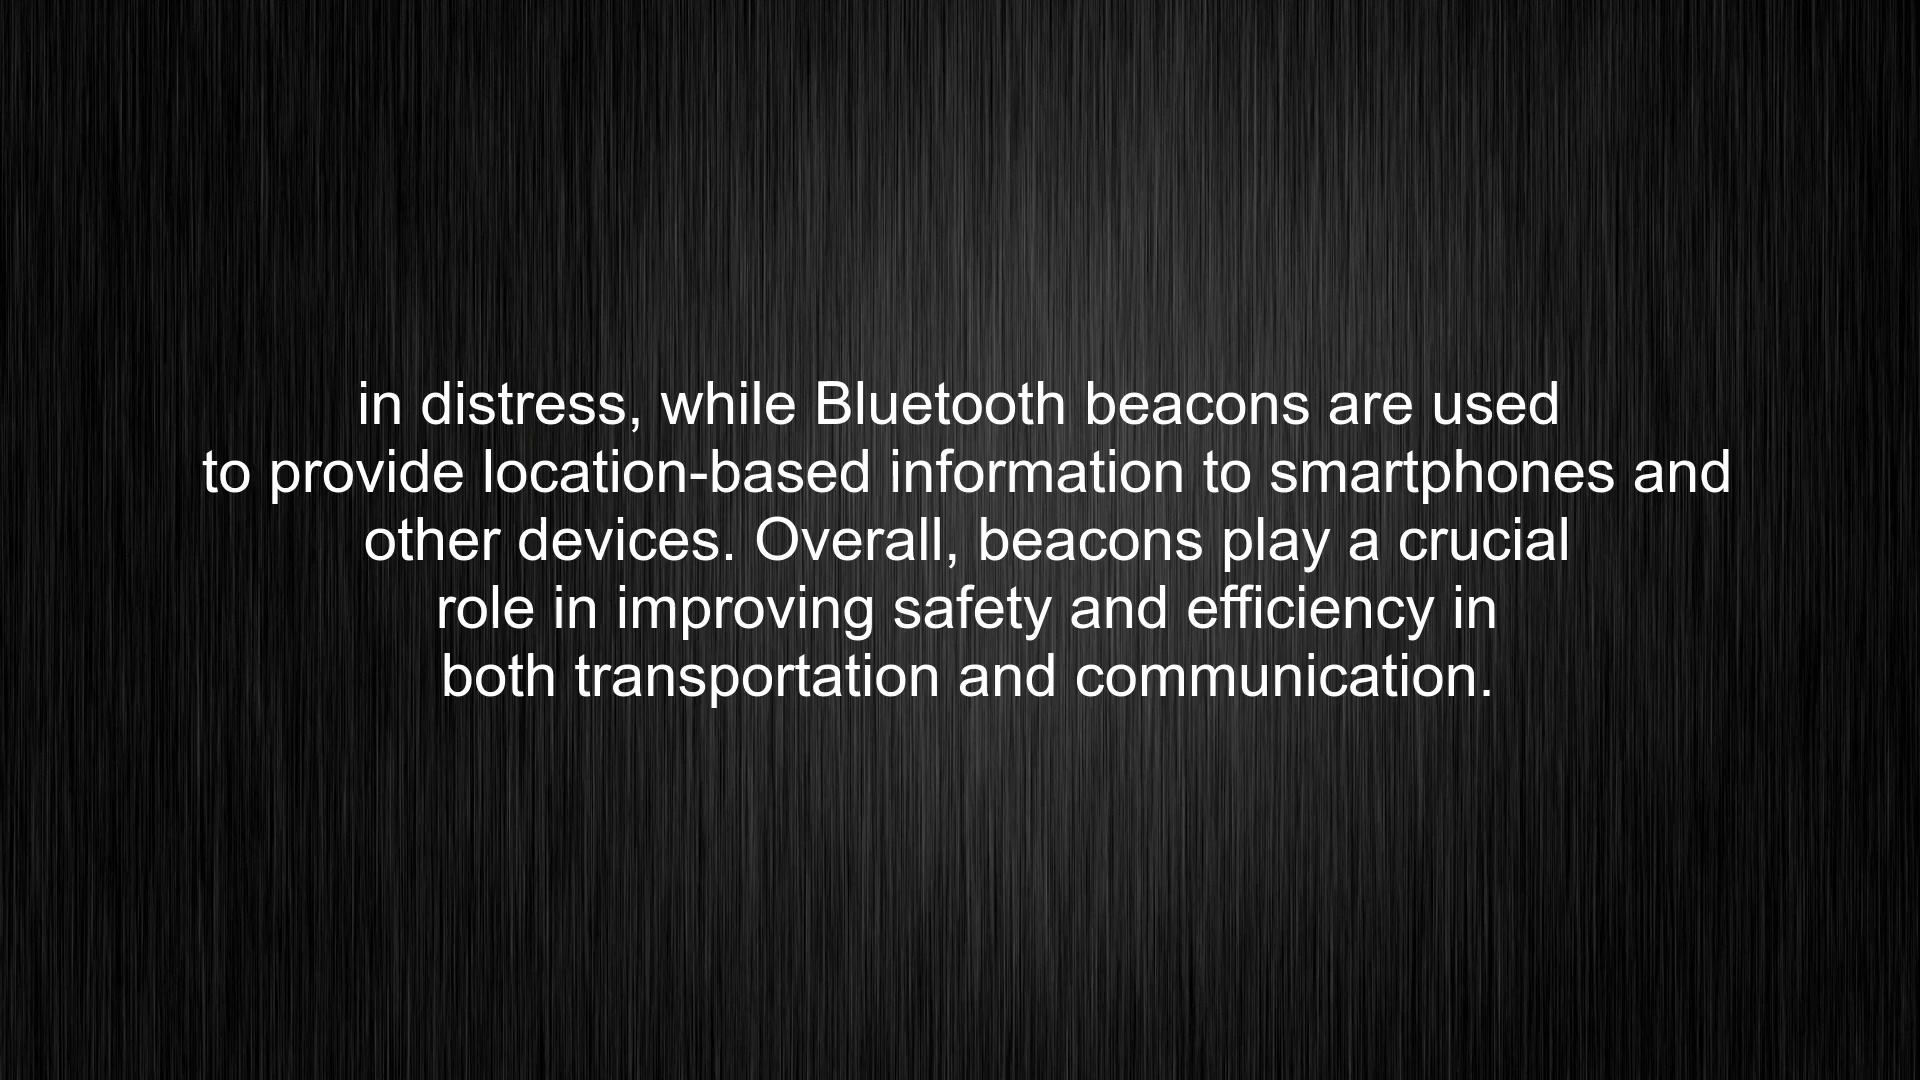 in distress, while Bluetooth beacons are used
to provide location-based information to smartphones and
other devices. Overall, beacons play a crucial
role in improving safety and efficiency in
both transportation and communication.